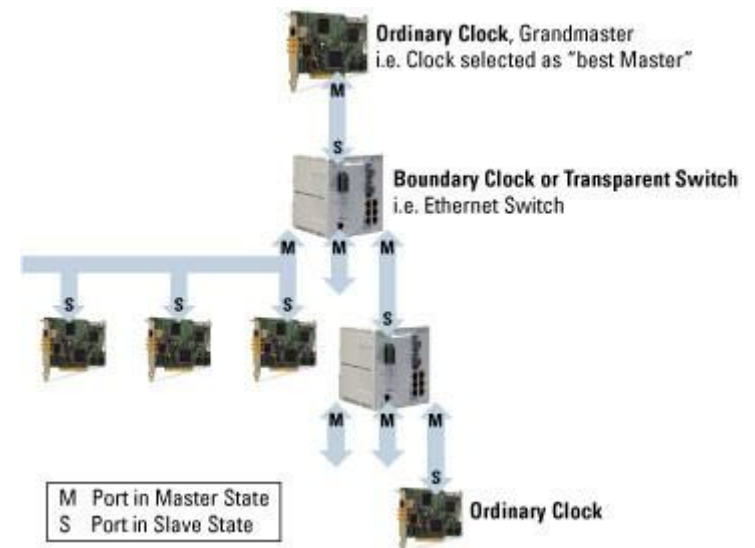 Ordinary Clock, Grandmaster
i.e. Clock selected as "best Master"
M
S
Boundary Clock or Transparent Switch
i.e. Ethernet Switch
M M M
S S S S
M M M
S
Ordinary Clock
M Port in Master State
S Port in Slave State